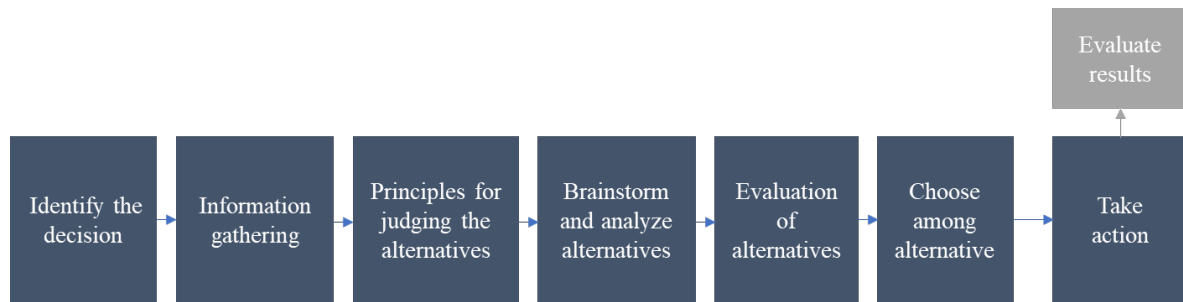 Evaluate
results
Identify the
decision
Information
gathering
Principles for
judging the
alternatives
Brainstorm
and analyze
alternatives
Evaluation
of
alternatives
Choose
among
alternative
Take
action